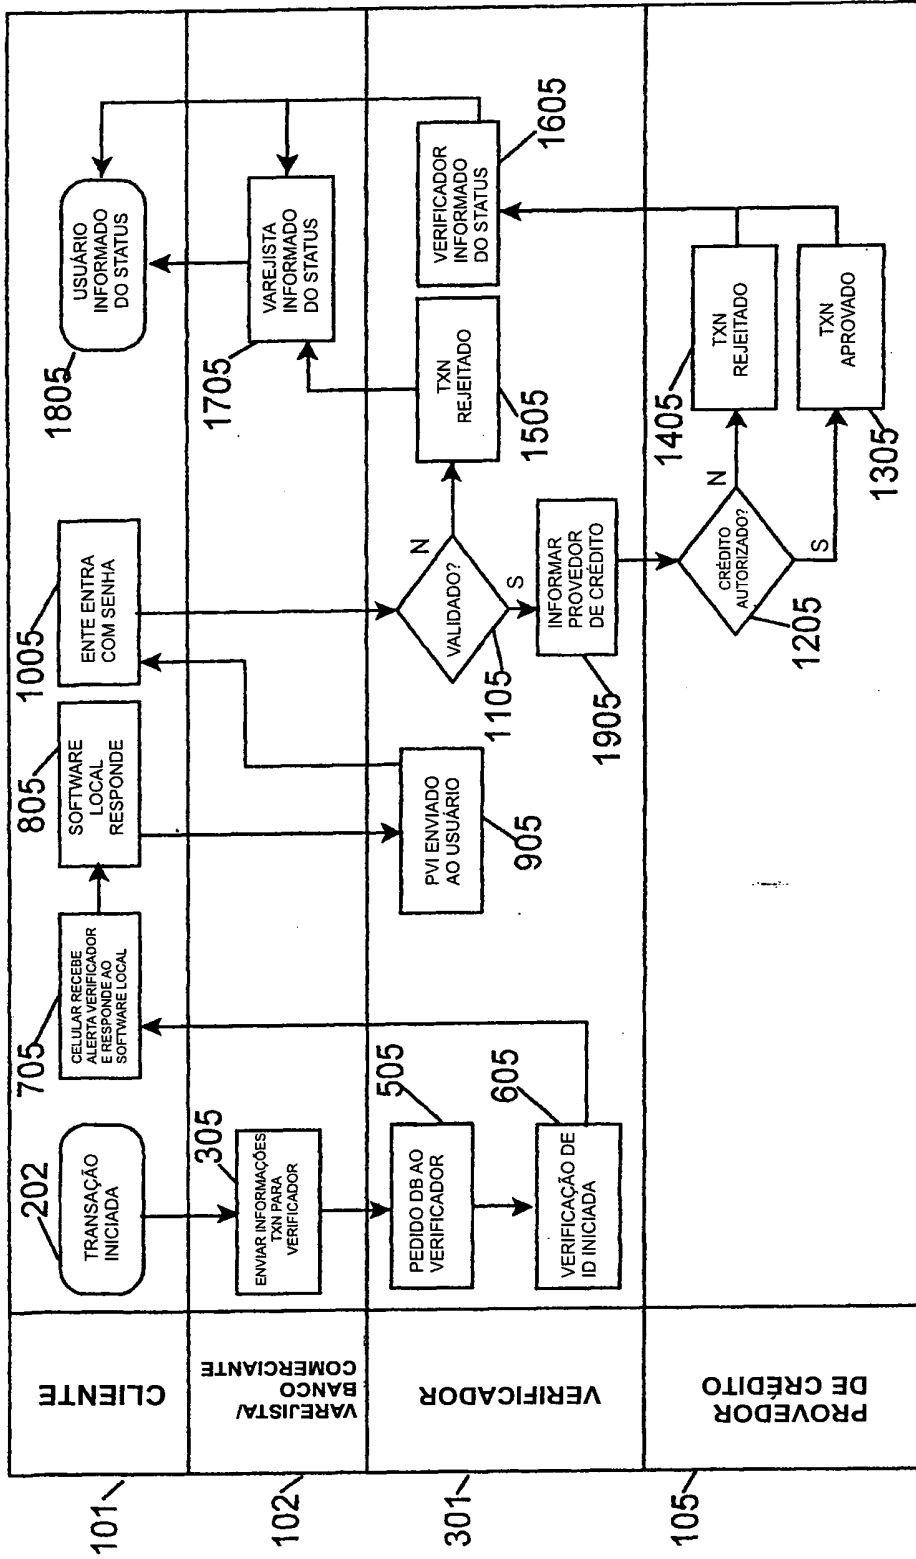 101
CLIENTE
202
TRANSAÇÃO
INICIADA
705
CELULAR RECEBE
ALERTA VERIFICADOR
E RESPONDE AO
SOFTWARE LOCAL
805
SOFTWARE
LOCAL
RESPONDE
1005
ENTE ENTRA
COM SENHA
1805
USUÁRIO
INFORMADO
DO STATUS
102
VAREJISTA/
BANCO
COMERCIANTE
305
ENVIAR INFORMAÇÕES
TXN PARA
VERIFICADOR
1705
VAREJISTA
INFORMADO
DO STATUS
301
VERIFICADOR
505
PEDIDO DB AO
VERIFICADOR
605
VERIFICAÇÃO DE
ID INICIADA
PVI ENVIADO
AO USUÁRIO
905
VALIDADO?
1105
N
S
TXN
REJEITADO
1505
VERIFICADOR
INFORMADO
DO STATUS
1605
INFORMAR
PROVEDOR
DE CRÉDITO
1905
105
PROVEDOR
DE CRÉDITO
CRÉDITO
AUTORIZADO?
1205
N
S
1405
TXN
REJEITADO
TXN
APROVADO
1305